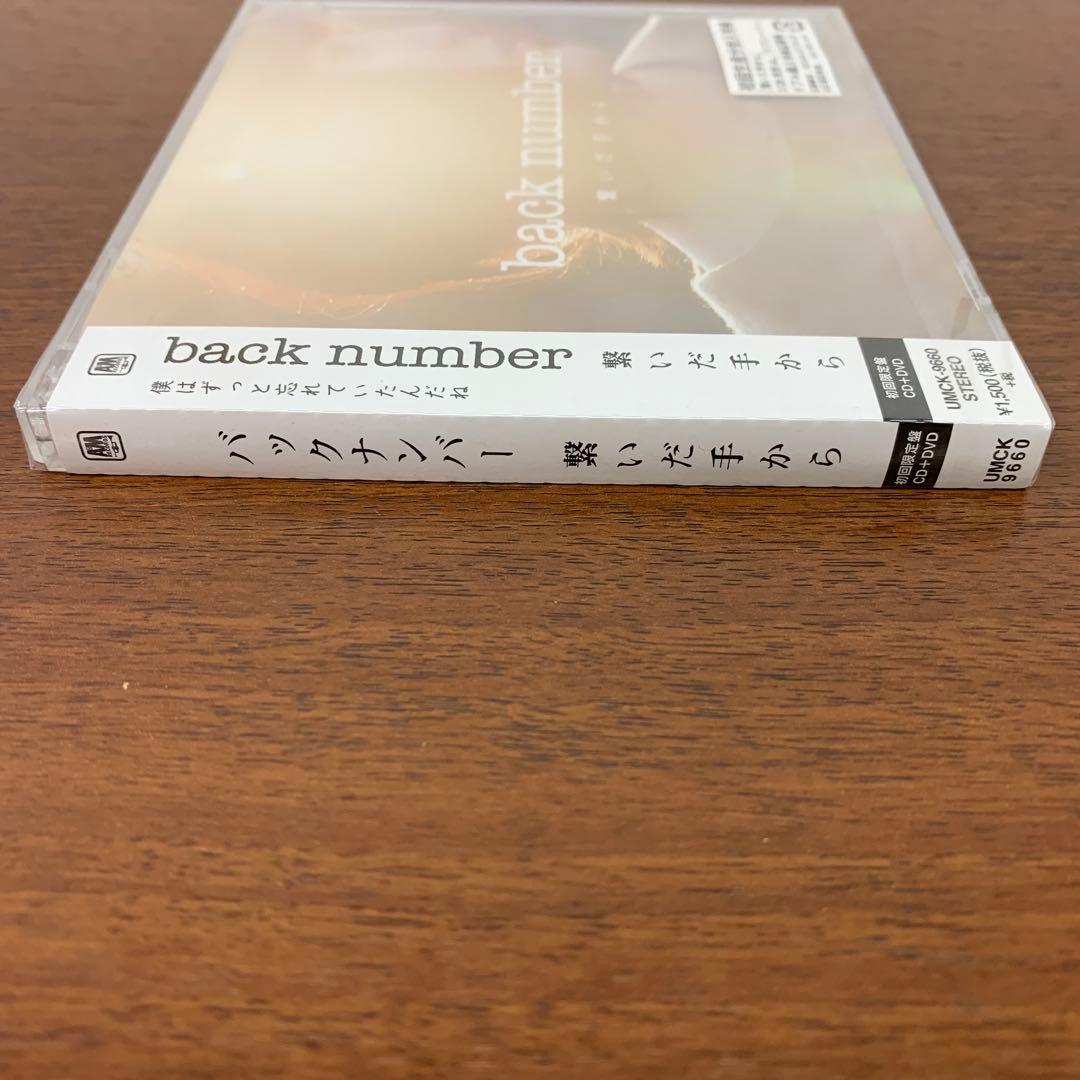 back number
繋いだ手から
back number
繋いだ手から
僕はずっと忘れていたんだね
初回限定盤
CD+DVD
UMCK-9660
STEREO
¥1,500(税抜)
+税
A&M
バックナンバー
繋いだ手から
初回限定盤
CD+DVD
UMCK
9660
A&M